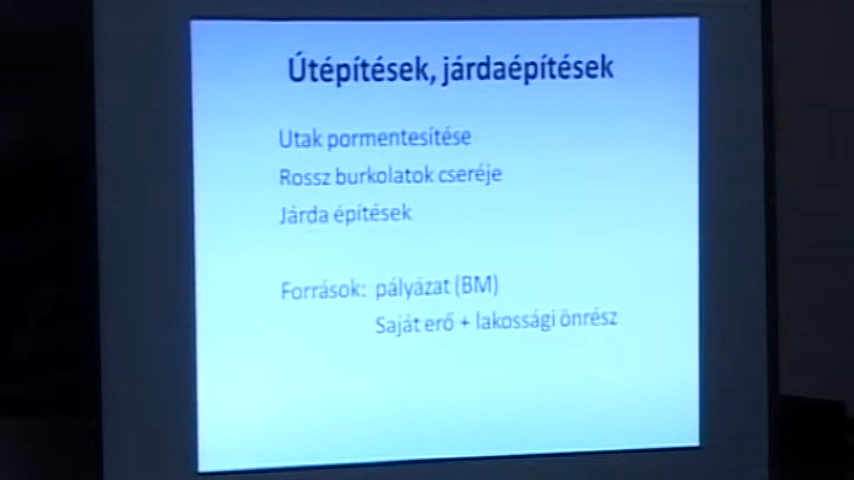 Útépítések, járdaépítések
Utak pormentesítése
Rossz burkolatok cseréje
Járda építések
Források: pályázat (BM)
Saját erő + lakossági önrész